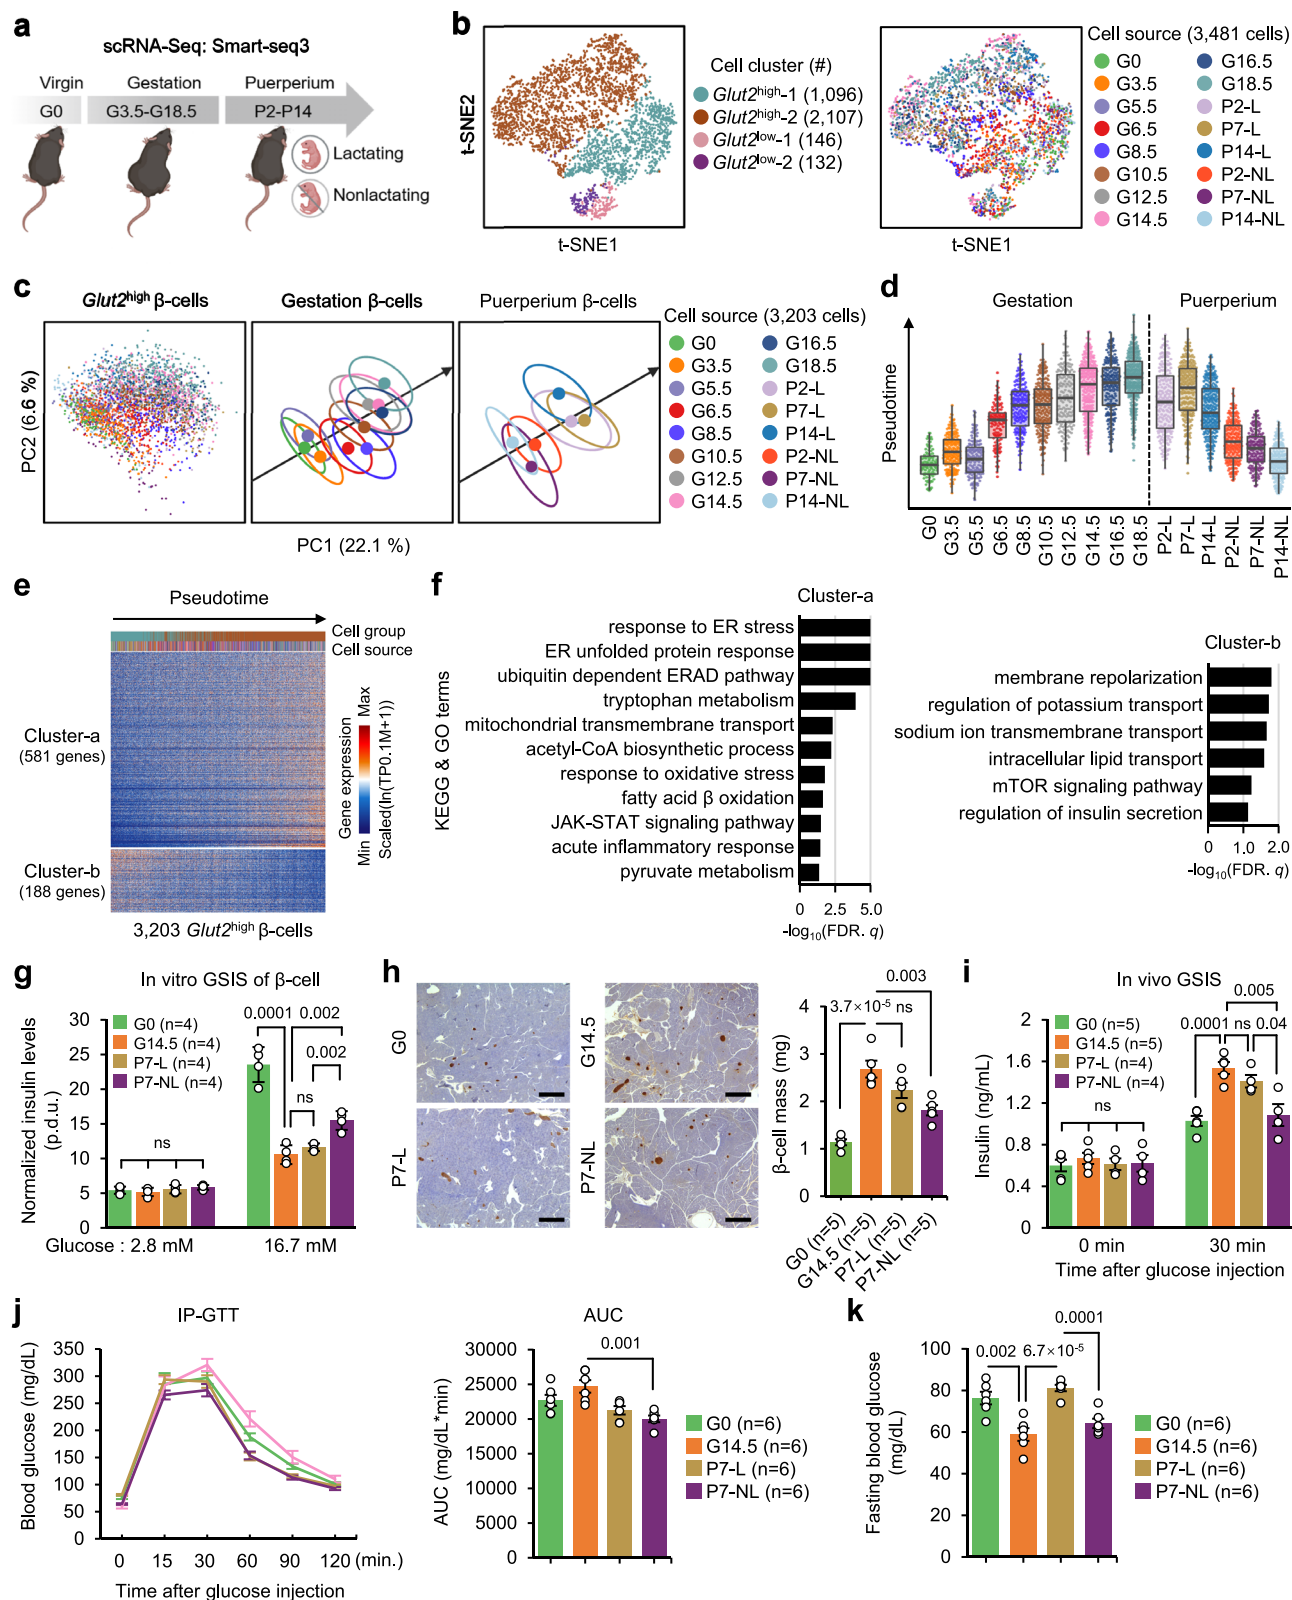 a
scRNA-Seq: Smart-seq3
Virgin Gestation Puerperium
G0 G3.5-G18.5 P2-P14
Lactating
Nonlactating
b
t-SNE2
t-SNE1
Cell cluster (#)
Glut2high-1 (1,096)
Glut2high-2 (2,107)
Glut2low-1 (146)
Glut2low-2 (132)
t-SNE1
Cell source (3,481 cells)
G0 G16.5
G3.5 G18.5
G5.5 P2-L
G6.5 P7-L
G8.5 P14-L
G10.5 P2-NL
G12.5 P7-NL
G14.5 P14-NL
c
Glut2high β-cells
Gestation β-cells
Puerperium β-cells
PC2 (6.6 %)
PC1 (22.1 %)
Cell source (3,203 cells)
G0 G16.5
G3.5 G18.5
G5.5 P2-L
G6.5 P7-L
G8.5 P14-L
G10.5 P2-NL
G12.5 P7-NL
G14.5 P14-NL
d
Gestation Puerperium
Pseudotime
G0 G3.5 G5.5 G6.5 G8.5 G10.5 G12.5 G14.5 G16.5 G18.5 P2-L P7-L P14-L P2-NL P7-NL P14-NL
e
Pseudotime
Cell group
Cell source
Cluster-a
(581 genes)
Cluster-b
(188 genes)
3,203 Glut2high β-cells
Gene expression
Min Max
Scaled(ln(TP0.1M+1))
f
KEGG & GO terms
Cluster-a
response to ER stress
ER unfolded protein response
ubiquitin dependent ERAD pathway
tryptophan metabolism
mitochondrial transmembrane transport
acetyl-CoA biosynthetic process
response to oxidative stress
fatty acid β oxidation
JAK-STAT signaling pathway
acute inflammatory response
pyruvate metabolism
0 2.5 5.0
-log10(FDR. q)
Cluster-b
membrane repolarization
regulation of potassium transport
sodium ion transmembrane transport
intracellular lipid transport
mTOR signaling pathway
regulation of insulin secretion
0 1.0 2.0
-log10(FDR. q)
g
In vitro GSIS of β-cell
Normalized insulin levels
(p.d.u.)
30
25
20
15
10
5
0
G0 (n=4)
G14.5 (n=4)
P7-L (n=4)
P7-NL (n=4)
0.0001 0.002
0.002
ns
ns
Glucose : 2.8 mM 16.7 mM
h
G0
G14.5
P7-L
P7-NL
β-cell mass (mg)
4
3
2
1
0
0.003
3.7×10-5 ns
G0 (n=5)
G14.5 (n=5)
P7-L (n=5)
P7-NL (n=5)
i
In vivo GSIS
Insulin (ng/mL)
2
1.6
1.2
0.8
0.4
0
G0 (n=5)
G14.5 (n=5)
P7-L (n=4)
P7-NL (n=4)
0.005
0.0001 ns 0.04
ns
0 min 30 min
Time after glucose injection
j
IP-GTT
Blood glucose (mg/dL)
350
300
250
200
150
100
50
0
0 15 30 60 90 120 (min.)
Time after glucose injection
AUC
AUC (mg/dL*min)
30000
25000
20000
15000
10000
5000
0
0.001
G0 (n=6)
G14.5 (n=6)
P7-L (n=6)
P7-NL (n=6)
k
Fasting blood glucose
(mg/dL)
100
80
60
40
20
0
0.0001
0.002 6.7×10-5
G0 (n=6)
G14.5 (n=6)
P7-L (n=6)
P7-NL (n=6)